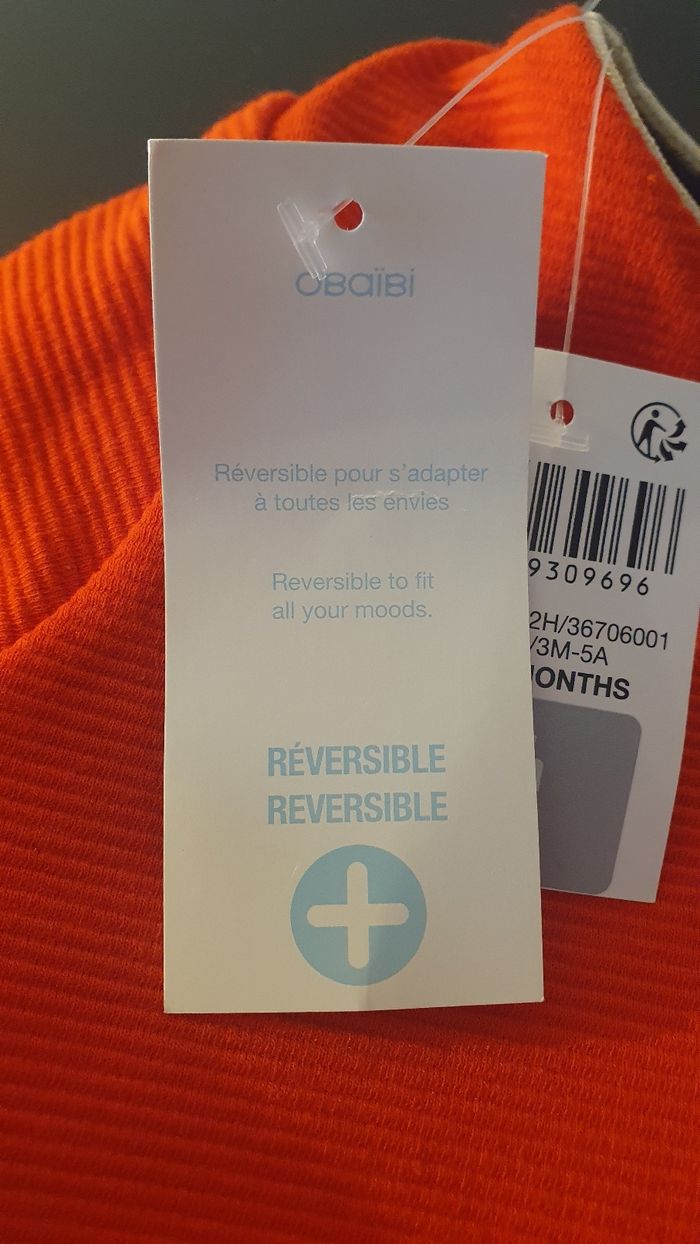 obaïbi
Réversible pour s'adapter
à toutes les envies
Reversible to fit
all your moods.
RÉVERSIBLE
REVERSIBLE
9309696
2H/36706001
/3M-5A